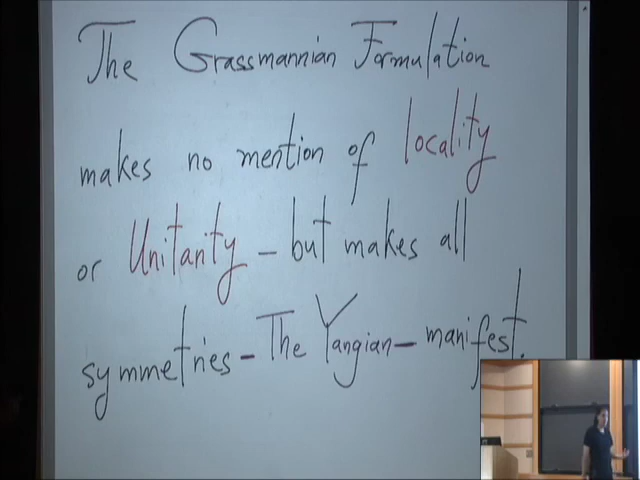 The Grassmannian Formulation
makes no mention of locality
or Unitarity – but makes all
symmetries – The Yangian – manifest.